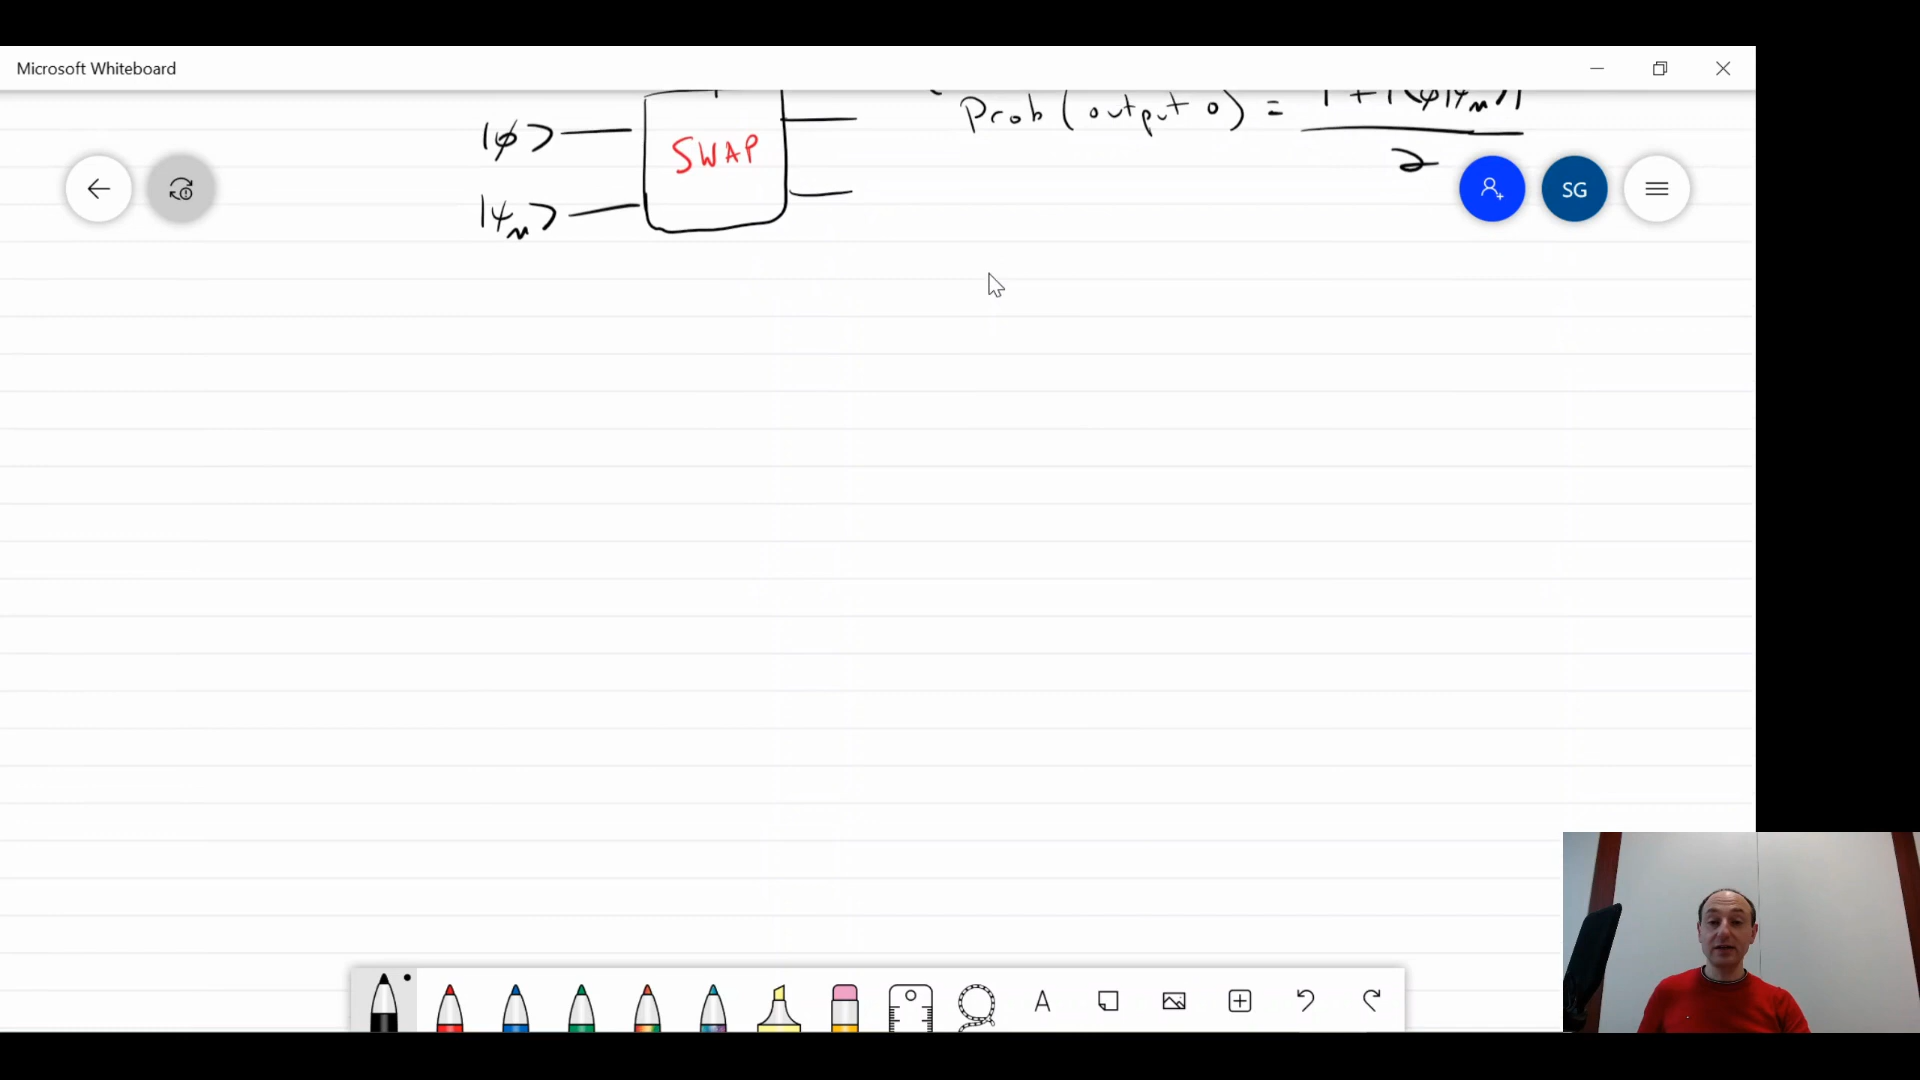 Microsoft Whiteboard
|φ⟩
SWAP
|ψₙ⟩
Prob (output 0) = 1 + |⟨φ|ψₙ⟩|
2
SG
A